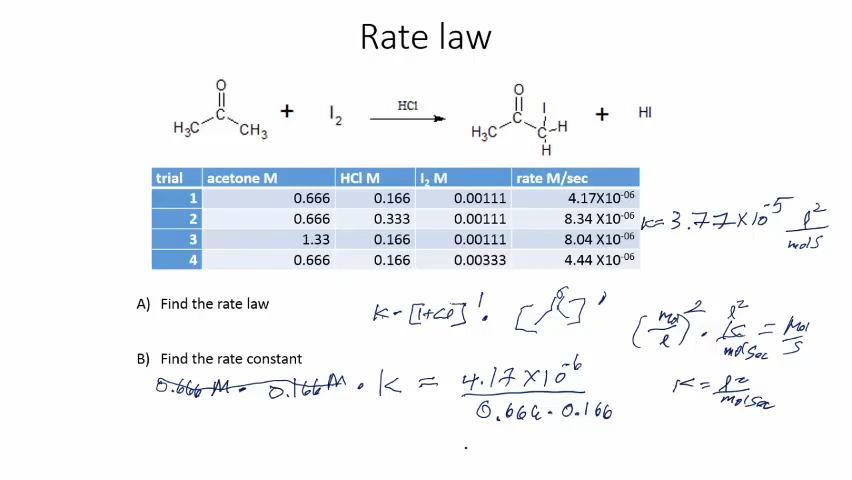 Rate law
O
H3C C CH3 + I2 HCl O I H3C C C H H + HI
trial acetone M HCl M I2 M rate M/sec
1 0.666 0.166 0.00111 4.17X10-06
2 0.666 0.333 0.00111 8.34 X10-06
3 1.33 0.166 0.00111 8.04 X10-06
4 0.666 0.166 0.00333 4.44 X10-06
K= 3.77 X 10-5 l2/mol S
A) Find the rate law
K - [HCl]1 . [ O ]1
(mol/l)2 . l2 /mol sec = mol/S
B) Find the rate constant
0.666 M . 0.166 M . K = 4.17 X 10-6
0.666 . 0.166
K = l2/mol Sec